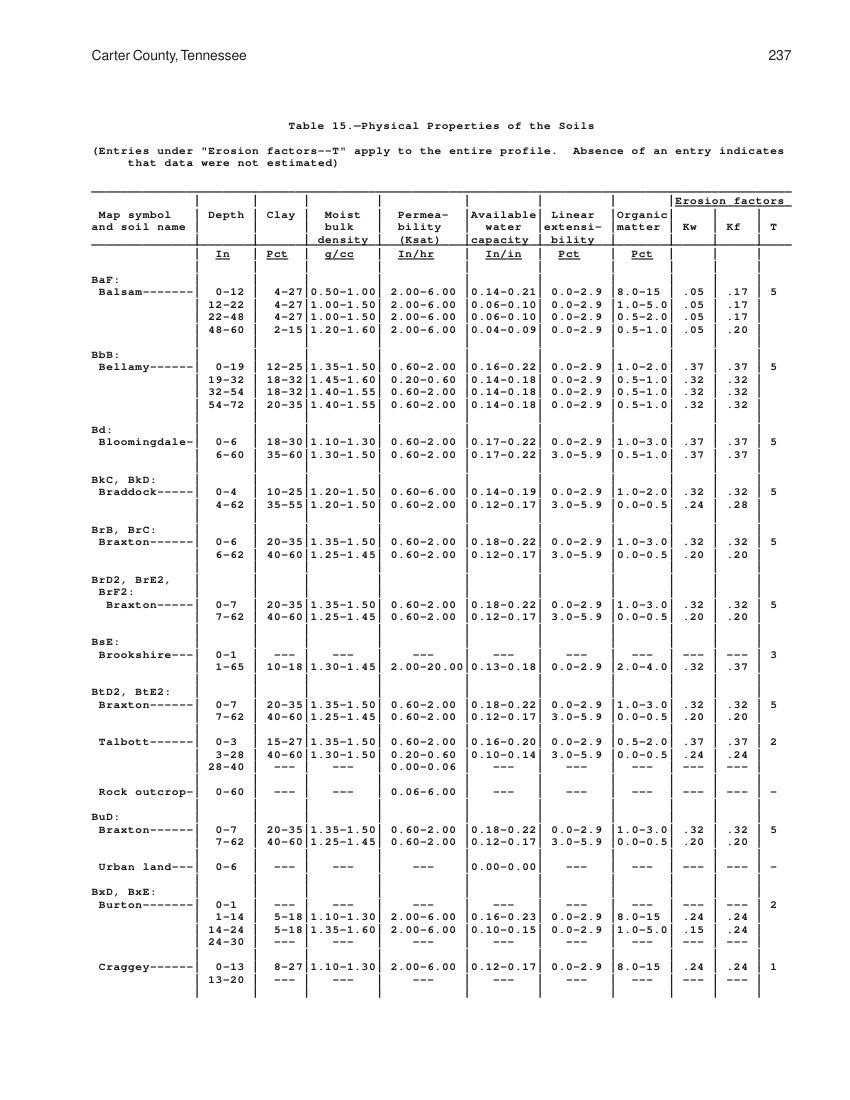 Carter County, Tennessee 237
Table 15.—Physical Properties of the Soils
(Entries under "Erosion factors--T" apply to the entire profile. Absence of an entry indicates
that data were not estimated)
| | | | | | | |Erosion factors
Map symbol | Depth | Clay | Moist | Permea- |Available| Linear |Organic| | |
and soil name | | | bulk | bility | water |extensi-|matter | Kw | Kf | T
| | | density | (Ksat) |capacity | bility | | | |
| In | Pct | g/cc | In/hr | In/in | Pct | Pct | | |
BaF:
Balsam-------| 0-12 | 4-27|0.50-1.00| 2.00-6.00 |0.14-0.21| 0.0-2.9 |8.0-15 | .05 | .17 | 5
| 12-22 | 4-27|1.00-1.50| 2.00-6.00 |0.06-0.10| 0.0-2.9 |1.0-5.0| .05 | .17 |
| 22-48 | 4-27|1.00-1.50| 2.00-6.00 |0.06-0.10| 0.0-2.9 |0.5-2.0| .05 | .17 |
| 48-60 | 2-15|1.20-1.60| 2.00-6.00 |0.04-0.09| 0.0-2.9 |0.5-1.0| .05 | .20 |
BbB:
Bellamy------| 0-19 | 12-25|1.35-1.50| 0.60-2.00 |0.16-0.22| 0.0-2.9 |1.0-2.0| .37 | .37 | 5
| 19-32 | 18-32|1.45-1.60| 0.20-0.60 |0.14-0.18| 0.0-2.9 |0.5-1.0| .32 | .32 |
| 32-54 | 18-32|1.40-1.55| 0.60-2.00 |0.14-0.18| 0.0-2.9 |0.5-1.0| .32 | .32 |
| 54-72 | 20-35|1.40-1.55| 0.60-2.00 |0.14-0.18| 0.0-2.9 |0.5-1.0| .32 | .32 |
Bd:
Bloomingdale-| 0-6 | 18-30|1.10-1.30| 0.60-2.00 |0.17-0.22| 0.0-2.9 |1.0-3.0| .37 | .37 | 5
| 6-60 | 35-60|1.30-1.50| 0.60-2.00 |0.17-0.22| 3.0-5.9 |0.5-1.0| .37 | .37 |
BkC, BkD:
Braddock-----| 0-4 | 10-25|1.20-1.50| 0.60-6.00 |0.14-0.19| 0.0-2.9 |1.0-2.0| .32 | .32 | 5
| 4-62 | 35-55|1.20-1.50| 0.60-2.00 |0.12-0.17| 3.0-5.9 |0.0-0.5| .24 | .28 |
BrB, BrC:
Braxton------| 0-6 | 20-35|1.35-1.50| 0.60-2.00 |0.18-0.22| 0.0-2.9 |1.0-3.0| .32 | .32 | 5
| 6-62 | 40-60|1.25-1.45| 0.60-2.00 |0.12-0.17| 3.0-5.9 |0.0-0.5| .20 | .20 |
BrD2, BrE2,
BrF2:
Braxton-----| 0-7 | 20-35|1.35-1.50| 0.60-2.00 |0.18-0.22| 0.0-2.9 |1.0-3.0| .32 | .32 | 5
| 7-62 | 40-60|1.25-1.45| 0.60-2.00 |0.12-0.17| 3.0-5.9 |0.0-0.5| .20 | .20 |
BsE:
Brookshire---| 0-1 | --- | --- | --- | --- | --- | --- | --- | --- | 3
| 1-65 | 10-18|1.30-1.45| 2.00-20.00|0.13-0.18| 0.0-2.9 |2.0-4.0| .32 | .37 |
BtD2, BtE2:
Braxton------| 0-7 | 20-35|1.35-1.50| 0.60-2.00 |0.18-0.22| 0.0-2.9 |1.0-3.0| .32 | .32 | 5
| 7-62 | 40-60|1.25-1.45| 0.60-2.00 |0.12-0.17| 3.0-5.9 |0.0-0.5| .20 | .20 |
Talbott------| 0-3 | 15-27|1.35-1.50| 0.60-2.00 |0.16-0.20| 0.0-2.9 |0.5-2.0| .37 | .37 | 2
| 3-28 | 40-60|1.30-1.50| 0.20-0.60 |0.10-0.14| 3.0-5.9 |0.0-0.5| .24 | .24 |
| 28-40 | --- | --- | 0.00-0.06 | --- | --- | --- | --- | --- |
Rock outcrop-| 0-60 | --- | --- | 0.06-6.00 | --- | --- | --- | --- | --- | -
BuD:
Braxton------| 0-7 | 20-35|1.35-1.50| 0.60-2.00 |0.18-0.22| 0.0-2.9 |1.0-3.0| .32 | .32 | 5
| 7-62 | 40-60|1.25-1.45| 0.60-2.00 |0.12-0.17| 3.0-5.9 |0.0-0.5| .20 | .20 |
Urban land---| 0-6 | --- | --- | --- |0.00-0.00| --- | --- | --- | --- | -
BxD, BxE:
Burton-------| 0-1 | --- | --- | --- | --- | --- | --- | --- | --- | 2
| 1-14 | 5-18|1.10-1.30| 2.00-6.00 |0.16-0.23| 0.0-2.9 |8.0-15 | .24 | .24 |
| 14-24 | 5-18|1.35-1.60| 2.00-6.00 |0.10-0.15| 0.0-2.9 |1.0-5.0| .15 | .24 |
| 24-30 | --- | --- | --- | --- | --- | --- | --- | --- |
Craggey------| 0-13 | 8-27|1.10-1.30| 2.00-6.00 |0.12-0.17| 0.0-2.9 |8.0-15 | .24 | .24 | 1
| 13-20 | --- | --- | --- | --- | --- | --- | --- | --- |